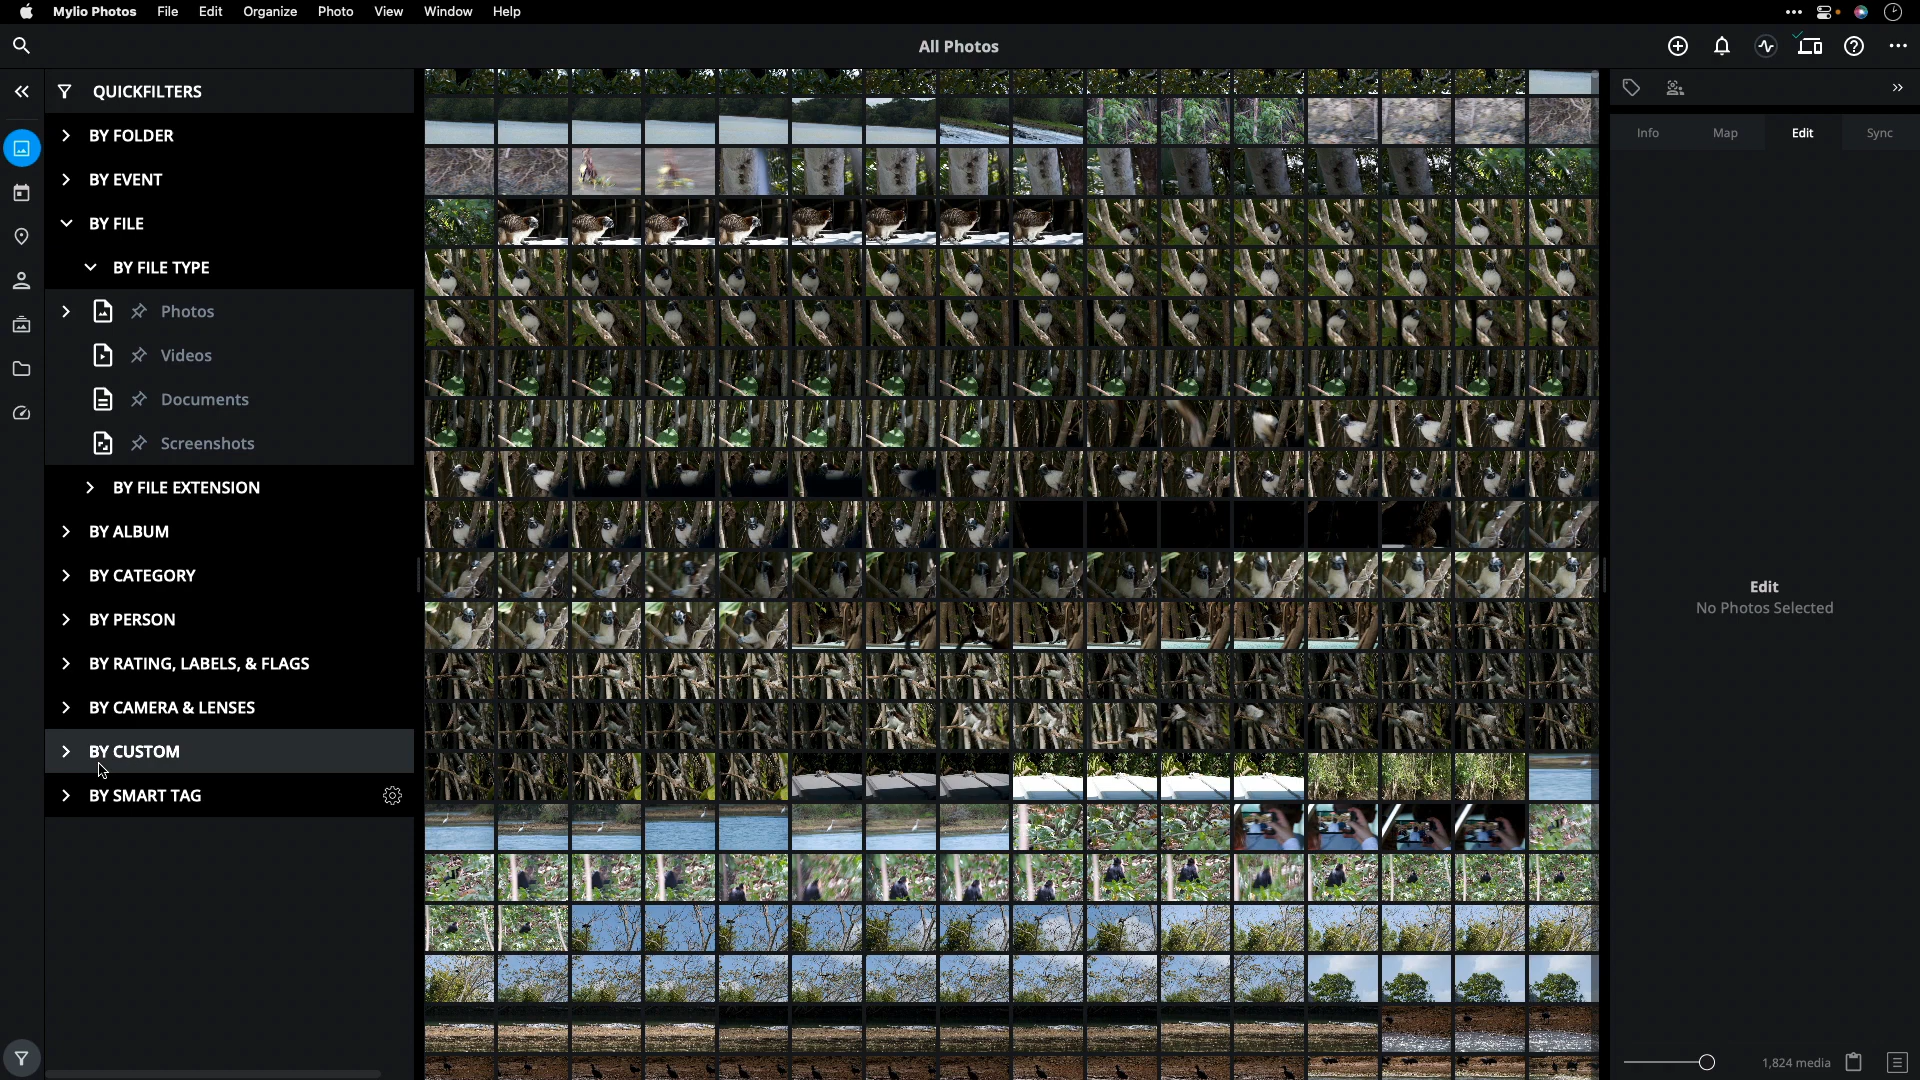 Mylio Photos File Edit Organize Photo View Window Help
All Photos
QUICKFILTERS
BY FOLDER
BY EVENT
BY FILE
BY FILE TYPE
Photos
Videos
Documents
Screenshots
BY FILE EXTENSION
BY ALBUM
BY CATEGORY
BY PERSON
BY RATING, LABELS, & FLAGS
BY CAMERA & LENSES
BY CUSTOM
BY SMART TAG
Info Map Edit Sync
Edit
No Photos Selected
1,824 media